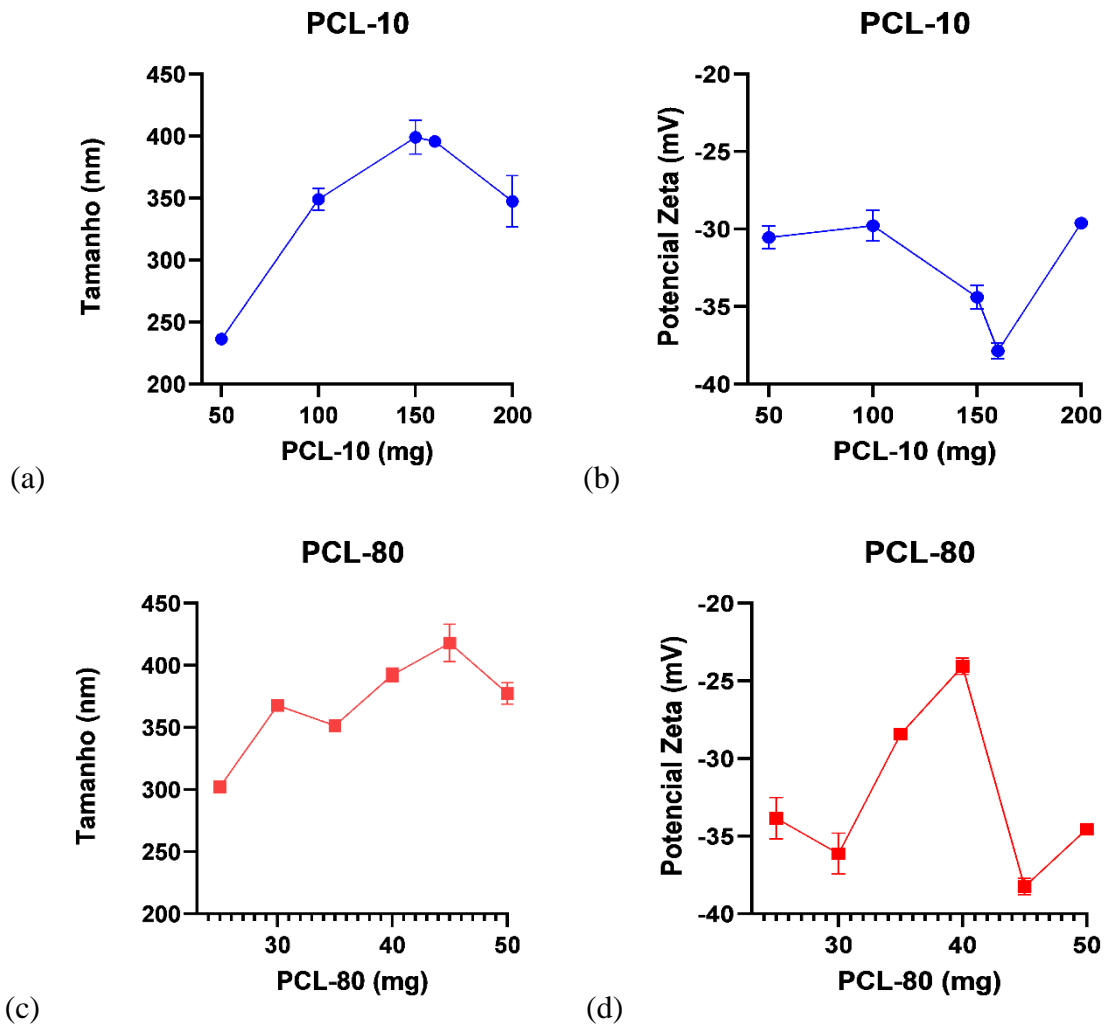 PCL-10
Tamanho (nm)
450
400
350
300
250
200
50 100 150 200
PCL-10 (mg)
(a)
PCL-10
Potencial Zeta (mV)
-20
-25
-30
-35
-40
50 100 150 200
PCL-10 (mg)
(b)
PCL-80
Tamanho (nm)
450
400
350
300
250
200
30 40 50
PCL-80 (mg)
(c)
PCL-80
Potencial Zeta (mV)
-20
-25
-30
-35
-40
30 40 50
PCL-80 (mg)
(d)